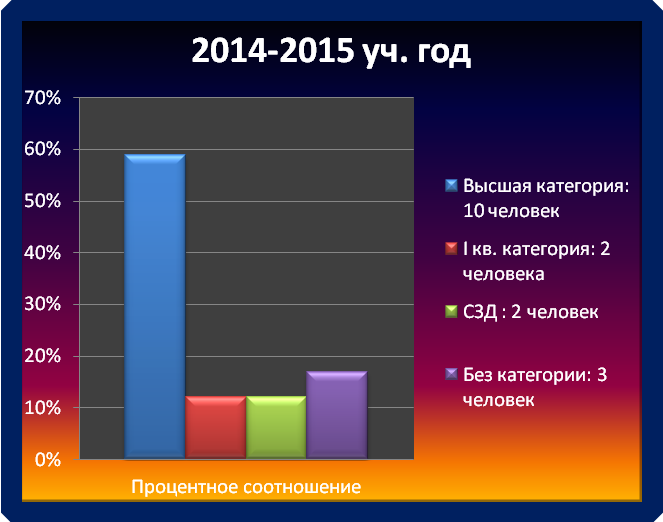 2014-2015 уч. год
70%
60%
50%
40%
30%
20%
10%
0%
Процентное соотношение
Высшая категория:
10 человек
I кв. категория: 2
человека
СЗД : 2 человек
Без категории: 3
человек